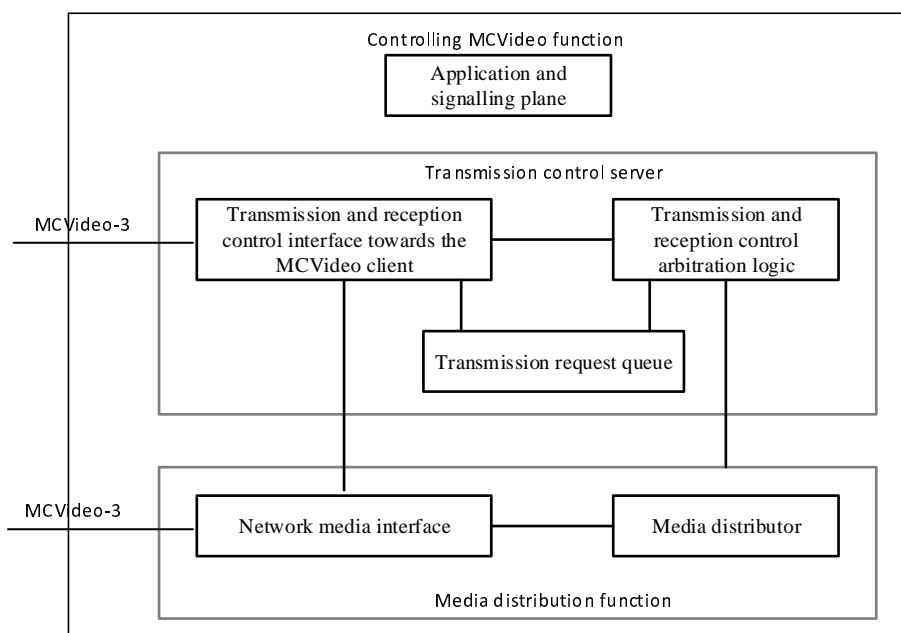 Controlling MCVideo function
Application and
signalling plane
Transmission control server
MCVideo-3
Transmission and reception
control interface towards the
MCVideo client
Transmission and
reception control
arbitration logic
Transmission request queue
MCVideo-3
Network media interface
Media distributor
Media distribution function